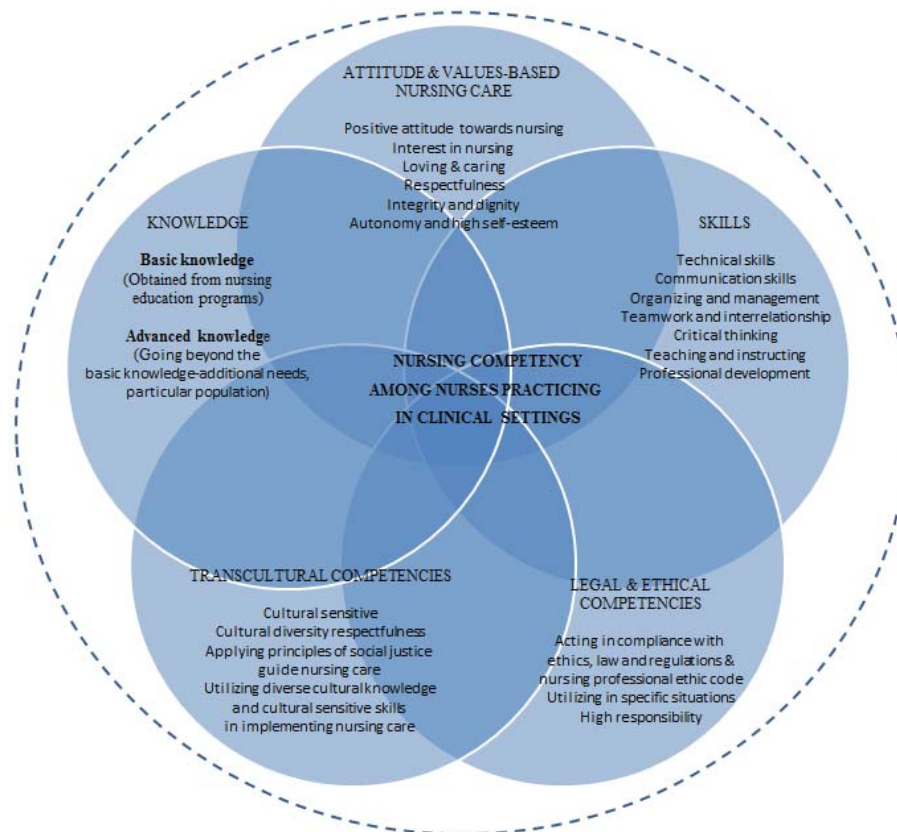 ATTITUDE & VALUES-BASED
NURSING CARE
Positive attitude towards nursing
Interest in nursing
Loving & caring
Respectfulness
Integrity and dignity
Autonomy and high self-esteem
KNOWLEDGE
Basic knowledge
(Obtained from nursing
education programs)
Advanced knowledge
(Going beyond the
basic knowledge-additional needs,
particular population)
SKILLS
Technical skills
Communication skills
Organizing and management
Teamwork and interrelationship
Critical thinking
Teaching and instructing
Professional development
NURSING COMPETENCY
AMONG NURSES PRACTICING
IN CLINICAL SETTINGS
TRANSCULTURAL COMPETENCIES
Cultural sensitive
Cultural diversity respectfulness
Applying principles of social justice
guide nursing care
Utilizing diverse cultural knowledge
and cultural sensitive skills
in implementing nursing care
LEGAL & ETHICAL
COMPETENCIES
Acting in compliance with
ethics, law and regulations &
nursing professional ethic code
Utilizing in specific situations
High responsibility